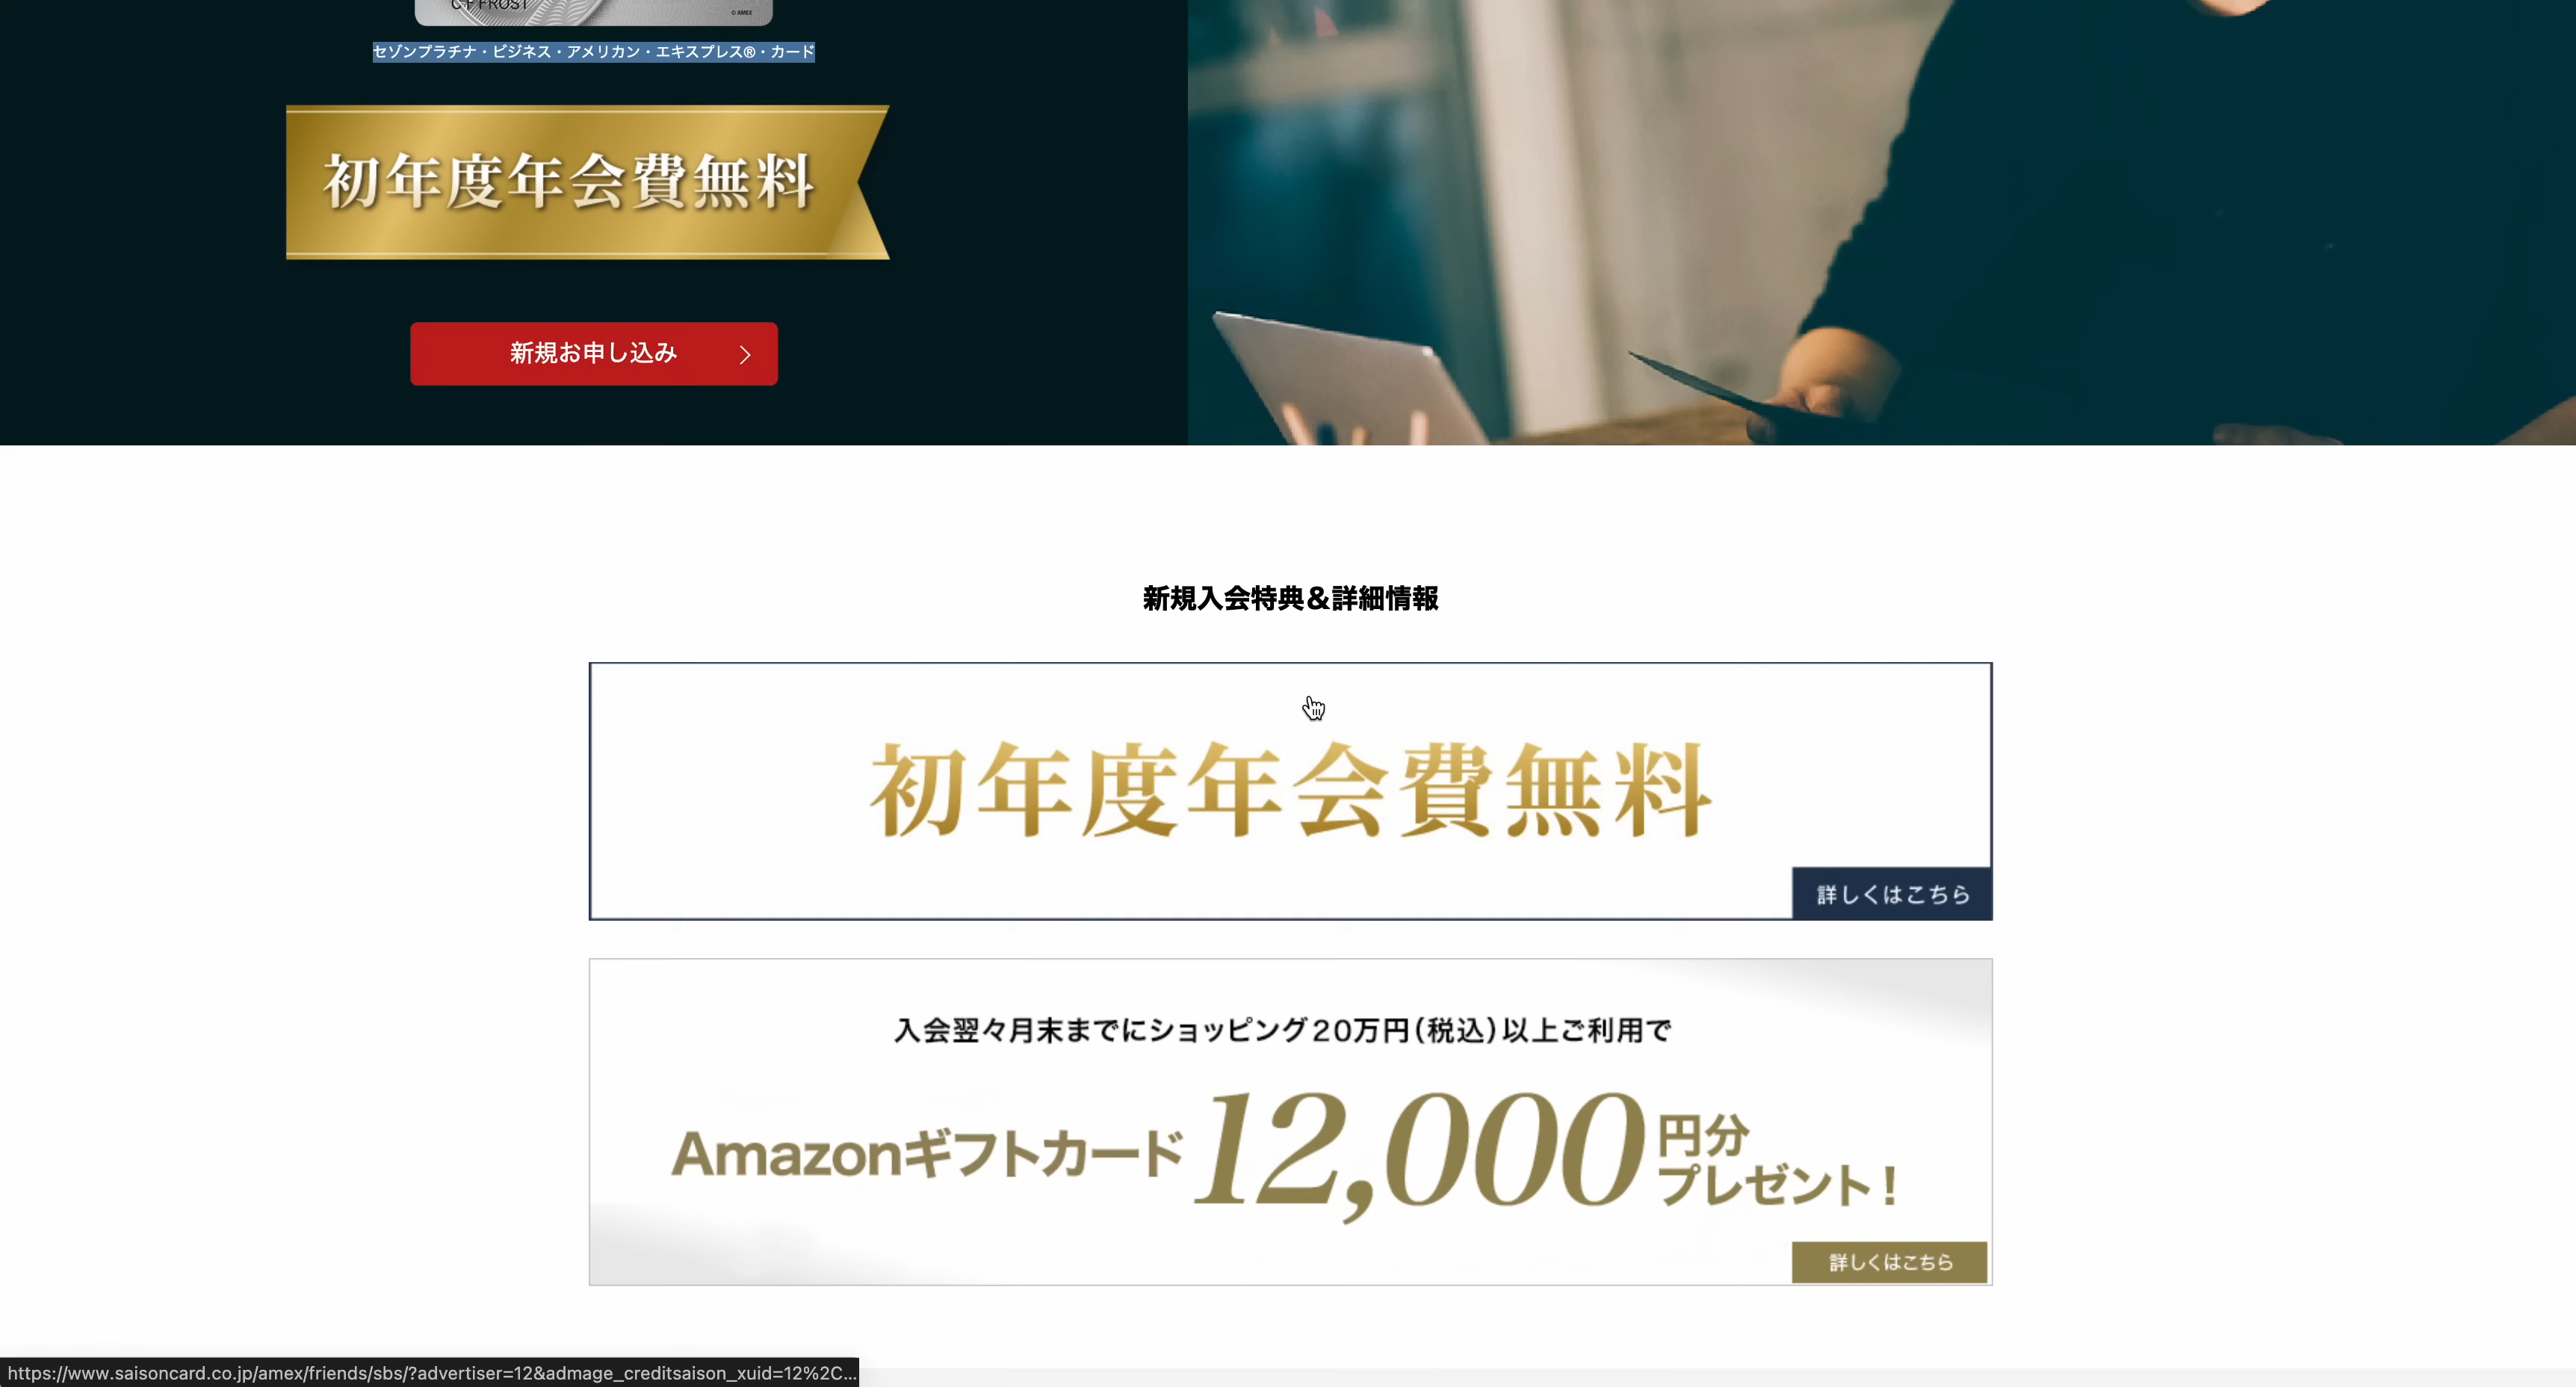 C F FROST
© AMEX
セゾンプラチナ・ビジネス・アメリカン・エキスプレス®・カード
初年度年会費無料
新規お申し込み
新規入会特典＆詳細情報
初年度年会費無料
詳しくはこちら
入会翌々月末までにショッピング20万円(税込)以上ご利用で
Amazonギフトカード12,000円分プレゼント！
詳しくはこちら
https://www.saisoncard.co.jp/amex/friends/sbs/?advertiser=12&admage_creditsaison_xuid=12%2C...